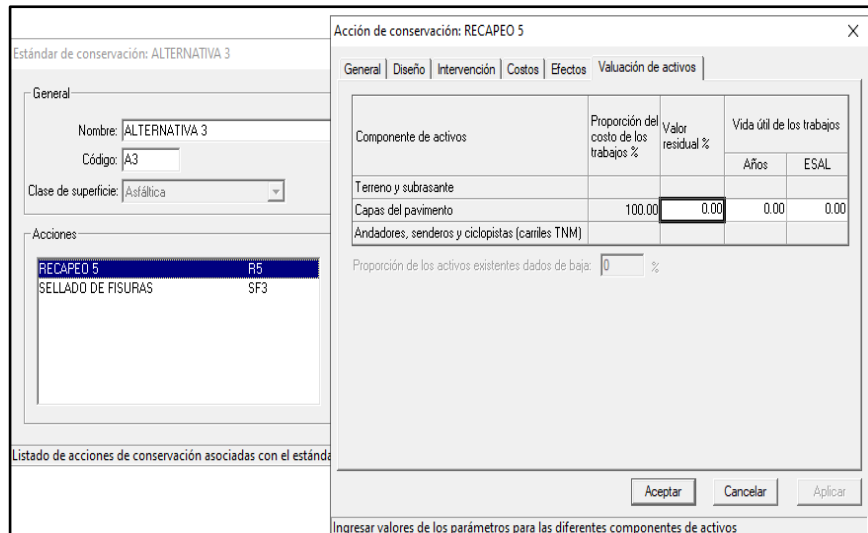 Estándar de conservación: ALTERNATIVA 3
General
Nombre: ALTERNATIVA 3
Código: A3
Clase de superficie: Asfáltica
Acciones
RECAPEO 5 R5
SELLADO DE FISURAS SF3
Listado de acciones de conservación asociadas con el estánda
Acción de conservación: RECAPEO 5 X
General Diseño Intervención Costos Efectos Valuación de activos
Componente de activos
Proporción del
costo de los
trabajos %
Valor
residual %
Vida útil de los trabajos
Años ESAL
Terreno y subrasante
Capas del pavimento 100.00 0.00 0.00 0.00
Andadores, senderos y ciclopistas (carriles TNM)
Proporción de los activos existentes dados de baja: 0 %
Aceptar Cancelar Aplicar
Ingresar valores de los parámetros para las diferentes componentes de activos